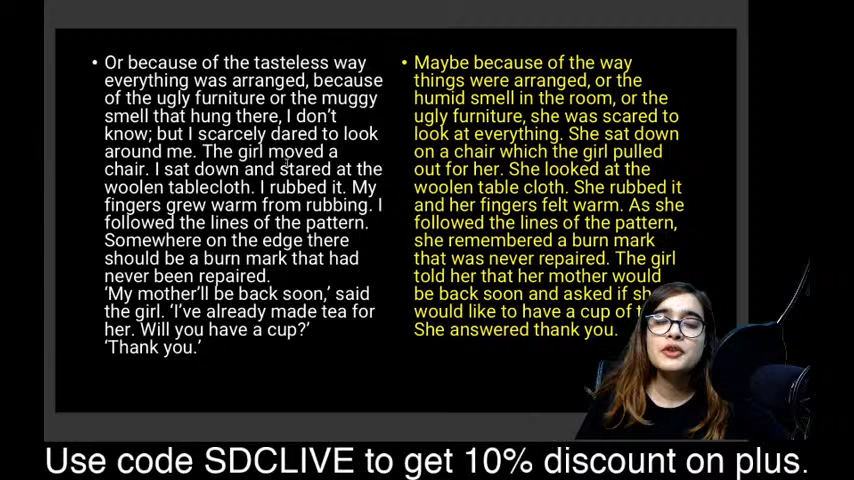 • Or because of the tasteless way
everything was arranged, because
of the ugly furniture or the muggy
smell that hung there, I don't
know; but I scarcely dared to look
around me. The girl moved a
chair. I sat down and stared at the
woolen tablecloth. I rubbed it. My
fingers grew warm from rubbing. I
followed the lines of the pattern.
Somewhere on the edge there
should be a burn mark that had
never been repaired.
‘My mother’ll be back soon,’ said
the girl. ‘I’ve already made tea for
her. Will you have a cup?’
‘Thank you.’
• Maybe because of the way
things were arranged, or the
humid smell in the room, or the
ugly furniture, she was scared to
look at everything. She sat down
on a chair which the girl pulled
out for her. She looked at the
woolen table cloth. She rubbed it
and her fingers felt warm. As she
followed the lines of the pattern,
she remembered a burn mark
that was never repaired. The girl
told her that her mother would
be back soon and asked if
would like to have a cup of
She answered thank you.
Use code SDCLIVE to get 10% discount on plus.